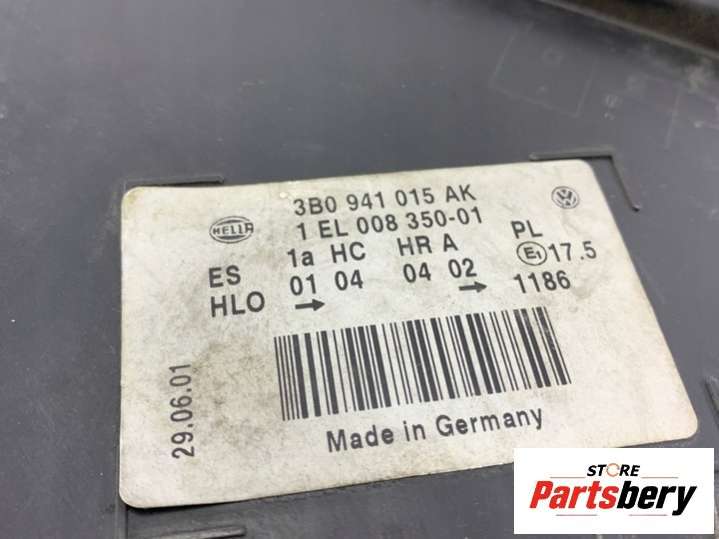 3B0 941 015 AK
HELLA
1 EL 008 350-01
VW
ES 1a HC HR A PL
HLO 01 04 04 02 E1 17.5
→ → 1186
29.06.01
Made in Germany
STORE
Partsbery